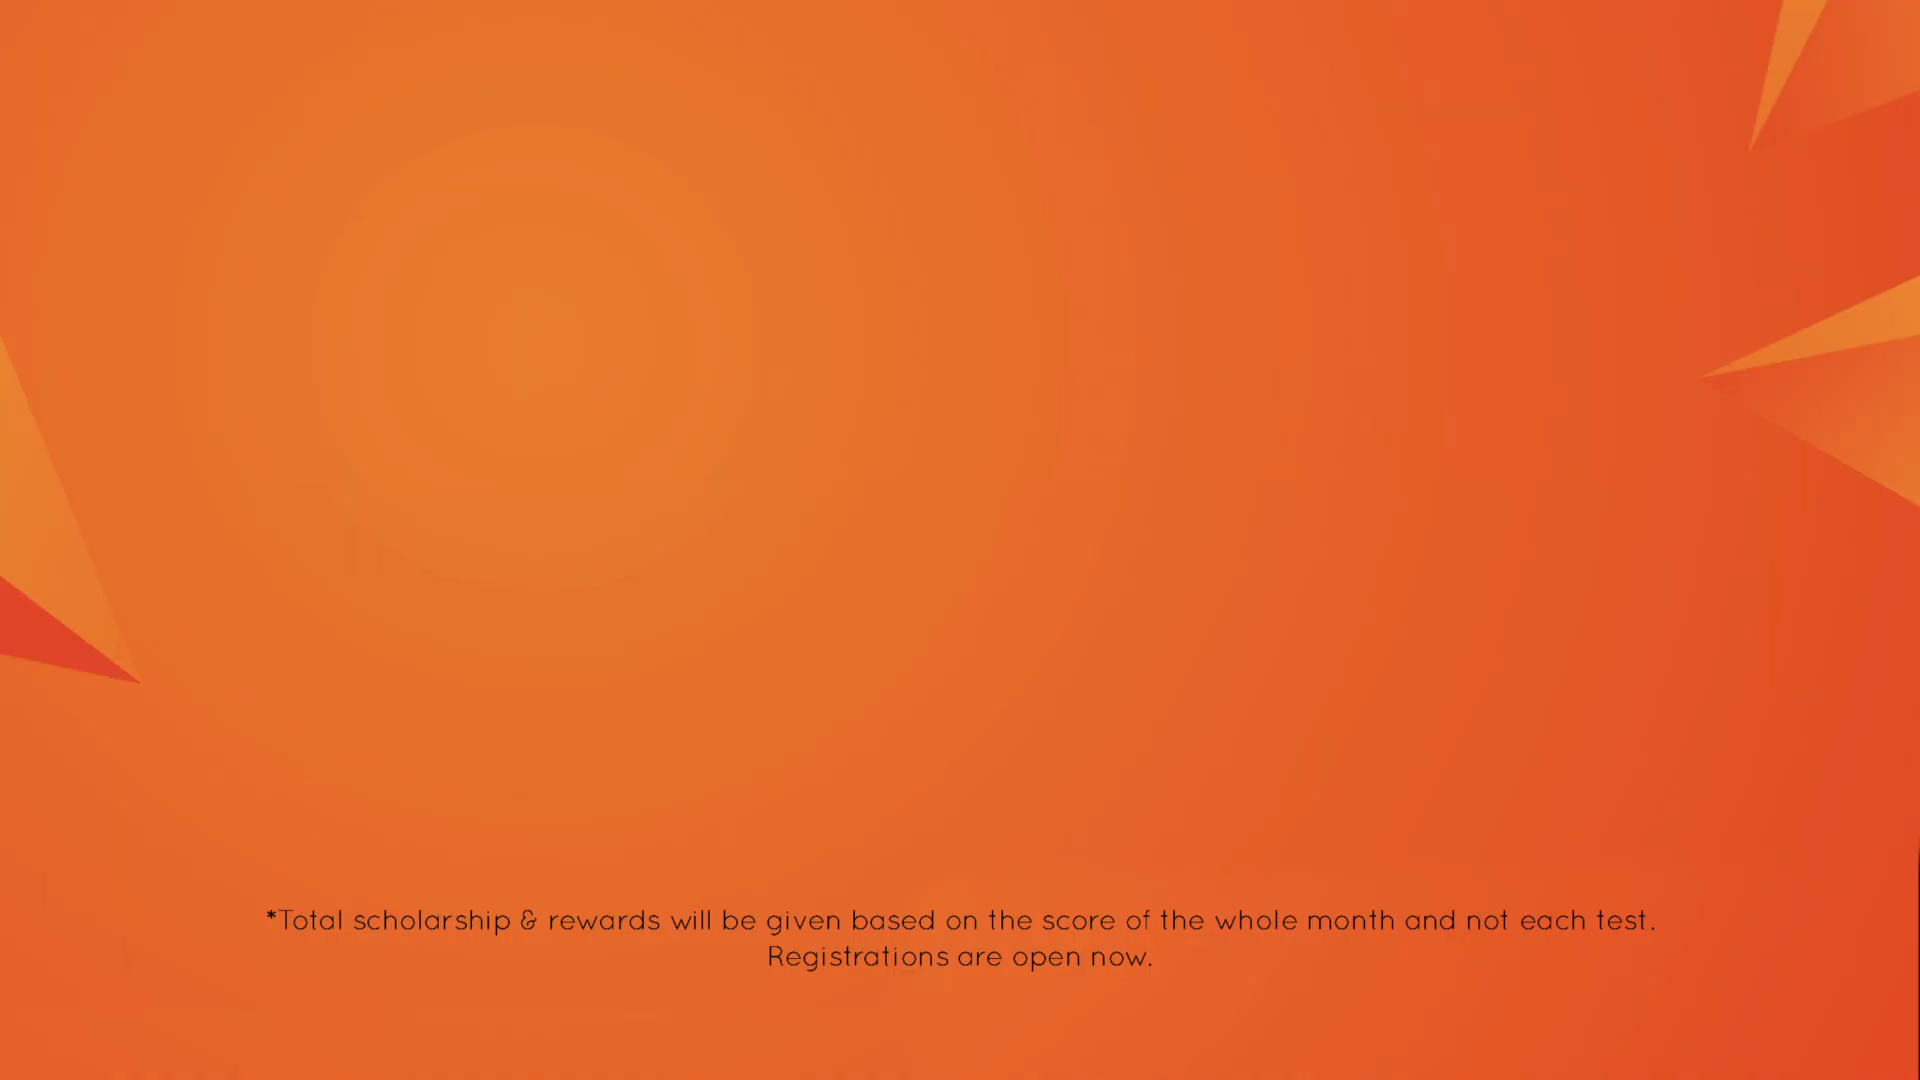 *Total scholarship & rewards will be given based on the score of the whole month and not each test.
Registrations are open now.